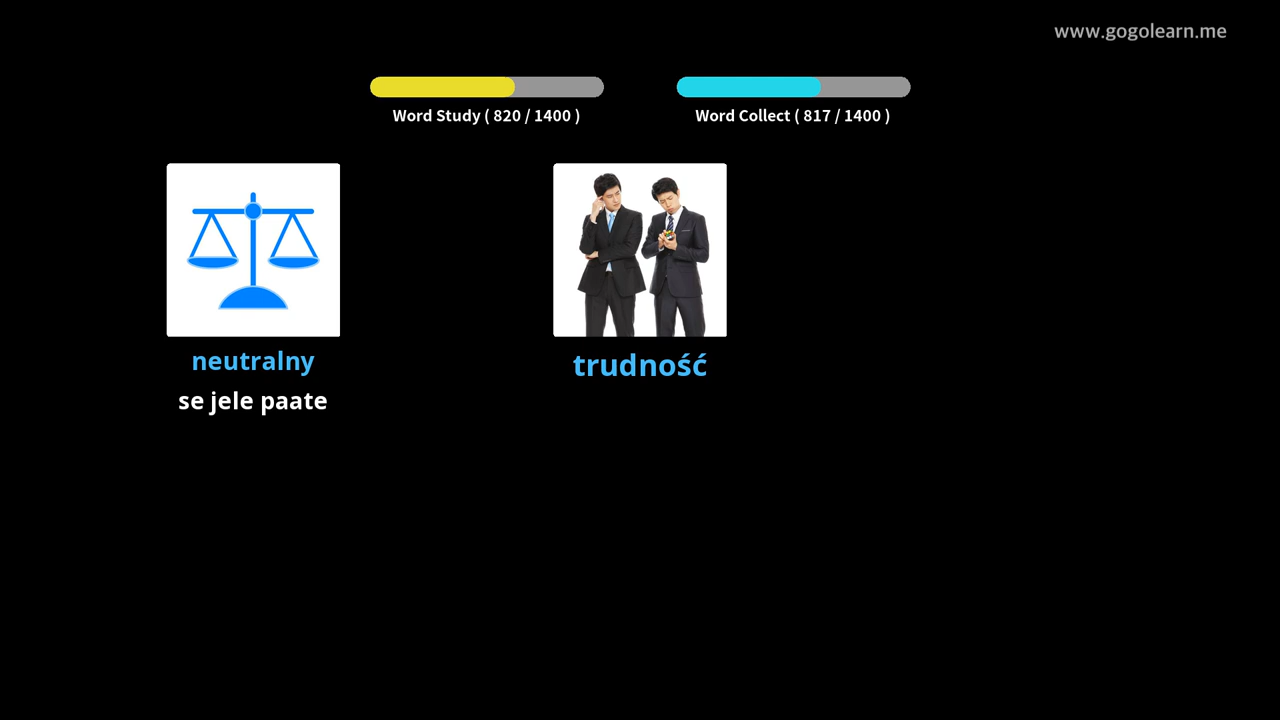 www.gogolearn.me
Word Study ( 820 / 1400 )
Word Collect ( 817 / 1400 )
neutralny
se jele paate
trudność